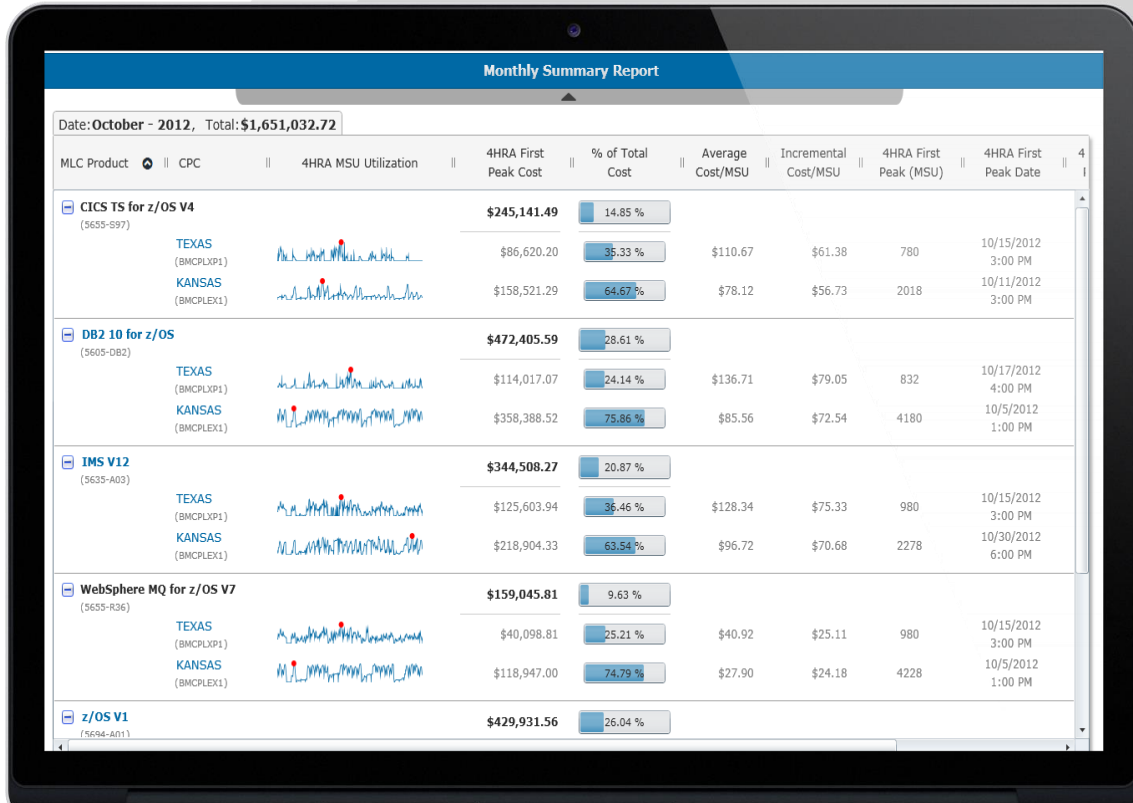 Monthly Summary Report
Date: October - 2012, Total: $1,651,032.72
MLC Product CPC 4HRA MSU Utilization 4HRA First Peak Cost % of Total Cost Average Cost/MSU Incremental Cost/MSU 4HRA First Peak (MSU) 4HRA First Peak Date 4
CICS TS for z/OS V4 $245,141.49 14.85 %
(5655-S97)
TEXAS $86,620.20 35.33 % $110.67 $61.38 780 10/15/2012
(BMCPLXP1) 3:00 PM
KANSAS $158,521.29 64.67 % $78.12 $56.73 2018 10/11/2012
(BMCPLEX1) 3:00 PM
DB2 10 for z/OS $472,405.59 28.61 %
(5605-DB2)
TEXAS $114,017.07 24.14 % $136.71 $79.05 832 10/17/2012
(BMCPLXP1) 4:00 PM
KANSAS $358,388.52 75.86 % $85.56 $72.54 4180 10/5/2012
(BMCPLEX1) 1:00 PM
IMS V12 $344,508.27 20.87 %
(5635-A03)
TEXAS $125,603.94 36.46 % $128.34 $75.33 980 10/15/2012
(BMCPLXP1) 3:00 PM
KANSAS $218,904.33 63.54 % $96.72 $70.68 2278 10/30/2012
(BMCPLEX1) 6:00 PM
WebSphere MQ for z/OS V7 $159,045.81 9.63 %
(5655-R36)
TEXAS $40,098.81 25.21 % $40.92 $25.11 980 10/15/2012
(BMCPLXP1) 3:00 PM
KANSAS $118,947.00 74.79 % $27.90 $24.18 4228 10/5/2012
(BMCPLEX1) 1:00 PM
z/OS V1 $429,931.56 26.04 %
(5694-A01)